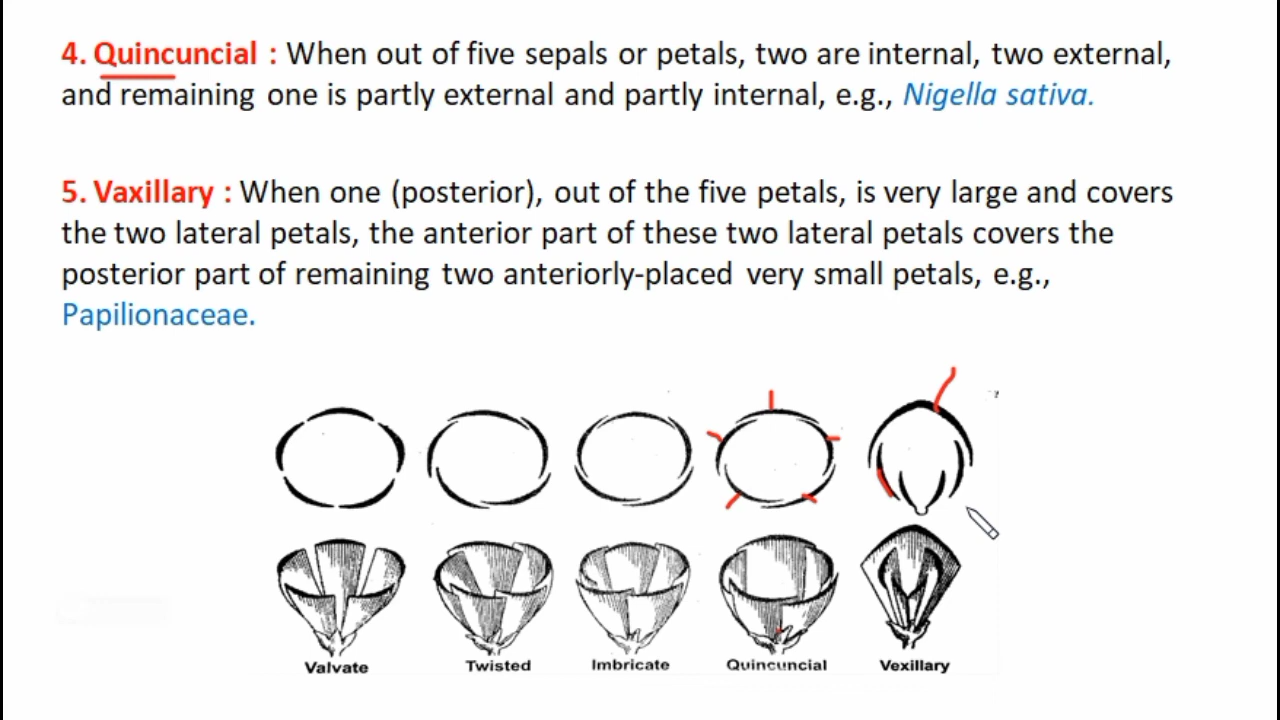 4. Quincuncial : When out of five sepals or petals, two are internal, two external,
and remaining one is partly external and partly internal, e.g., Nigella sativa.
5. Vaxillary : When one (posterior), out of the five petals, is very large and covers
the two lateral petals, the anterior part of these two lateral petals covers the
posterior part of remaining two anteriorly-placed very small petals, e.g.,
Papilionaceae.
Valvate Twisted Imbricate Quincuncial Vexillary